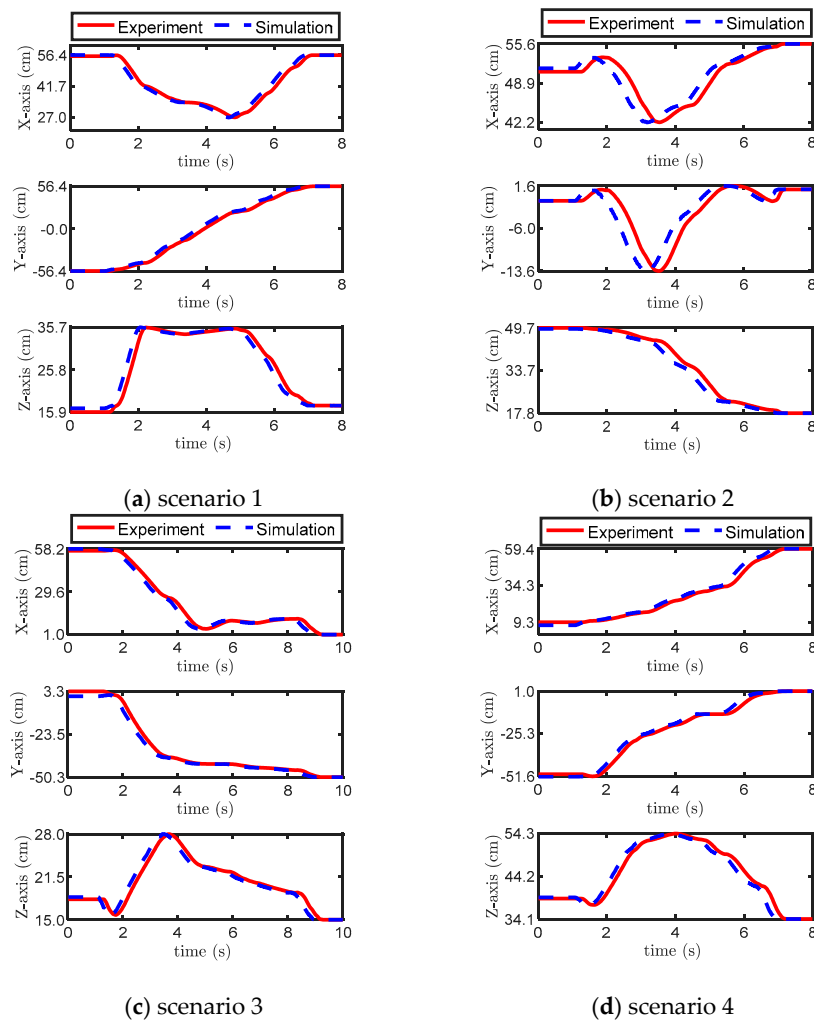 Experiment Simulation
X-axis (cm)
56.4
41.7
27.0
0 2 4 6 8
time (s)
Y-axis (cm)
56.4
-0.0
-56.4
0 2 4 6 8
time (s)
Z-axis (cm)
35.7
25.8
15.9
0 2 4 6 8
time (s)
(a) scenario 1
Experiment Simulation
X-axis (cm)
55.6
48.9
42.2
0 2 4 6 8
time (s)
Y-axis (cm)
1.6
-6.0
-13.6
0 2 4 6 8
time (s)
Z-axis (cm)
49.7
33.7
17.8
0 2 4 6 8
time (s)
(b) scenario 2
Experiment Simulation
X-axis (cm)
58.2
29.6
1.0
0 2 4 6 8 10
time (s)
Y-axis (cm)
3.3
-23.5
-50.3
0 2 4 6 8 10
time (s)
Z-axis (cm)
28.0
21.5
15.0
0 2 4 6 8 10
time (s)
(c) scenario 3
Experiment Simulation
X-axis (cm)
59.4
34.3
9.3
0 2 4 6 8
time (s)
Y-axis (cm)
1.0
-25.3
-51.6
0 2 4 6 8
time (s)
Z-axis (cm)
54.3
44.2
34.1
0 2 4 6 8
time (s)
(d) scenario 4